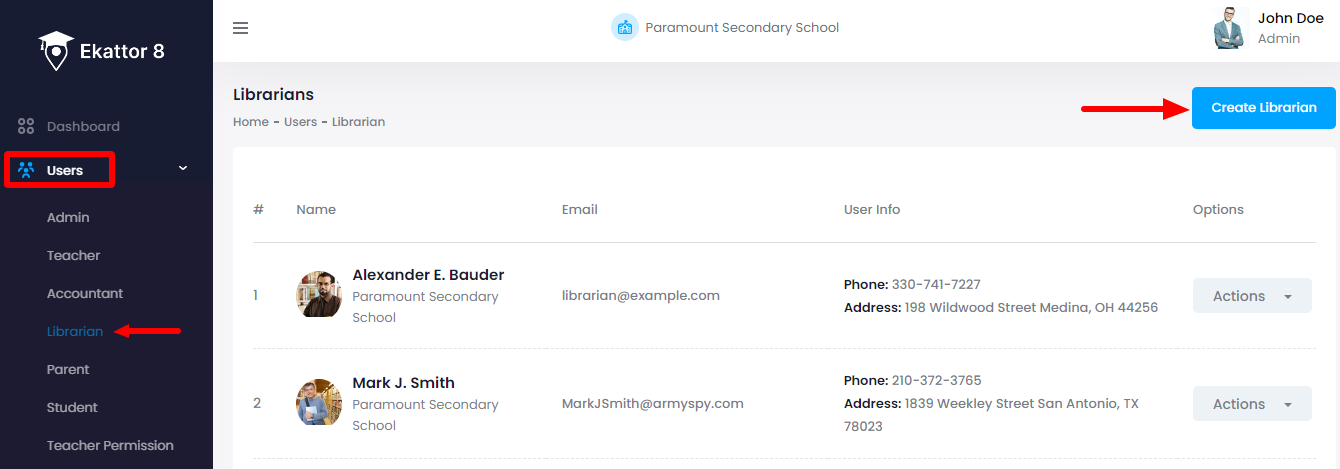 Ekattor 8
Paramount Secondary School
John Doe
Admin
Dashboard
Users
Admin
Teacher
Accountant
Librarian
Parent
Student
Teacher Permission
Librarians
Home - Users - Librarian
Create Librarian
# Name Email User Info Options
1
Alexander E. Bauder
Paramount Secondary
School
librarian@example.com
Phone: 330-741-7227
Address: 198 Wildwood Street Medina, OH 44256
Actions
2
Mark J. Smith
Paramount Secondary
School
MarkJSmith@armyspy.com
Phone: 210-372-3765
Address: 1839 Weekley Street San Antonio, TX
78023
Actions